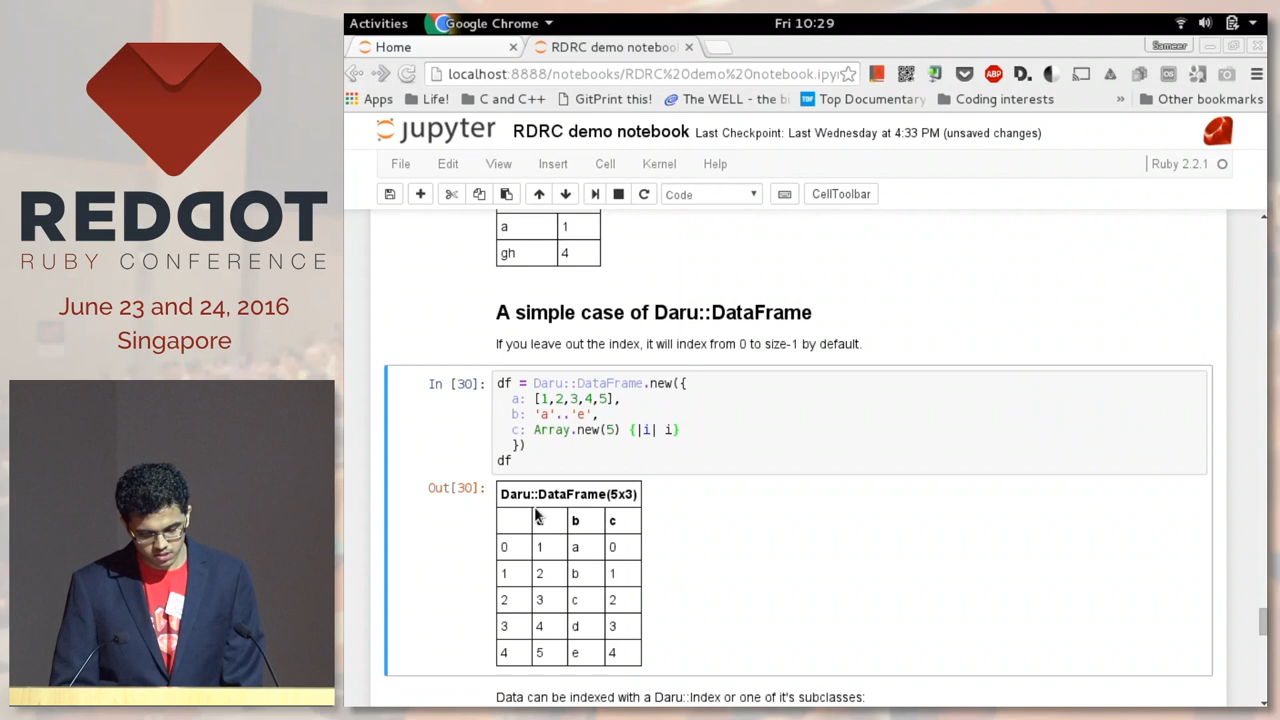 REDDOT
RUBY CONFERENCE
June 23 and 24, 2016
Singapore
Activities Google Chrome Fri 10:29
Home RDRC demo noteboo Sameer
localhost:8888/notebooks/RDRC%20demo%20notebook.ipy ABP D.
Apps Life! C and C++ GitPrint this! The WELL - the bi TDF Top Documentary Coding interests » Other bookmarks
jupyter RDRC demo notebook Last Checkpoint: Last Wednesday at 4:33 PM (unsaved changes)
File Edit View Insert Cell Kernel Help Ruby 2.2.1
Code CellToolbar
a 1
gh 4
A simple case of Daru::DataFrame
If you leave out the index, it will index from 0 to size-1 by default.
In [30]: df = Daru::DataFrame.new({
a: [1,2,3,4,5],
b: 'a'..'e',
c: Array.new(5) {|i| i}
})
df
Out[30]: Daru::DataFrame(5x3)
b c
0 1 a 0
1 2 b 1
2 3 c 2
3 4 d 3
4 5 e 4
Data can be indexed with a Daru::Index or one of it's subclasses: